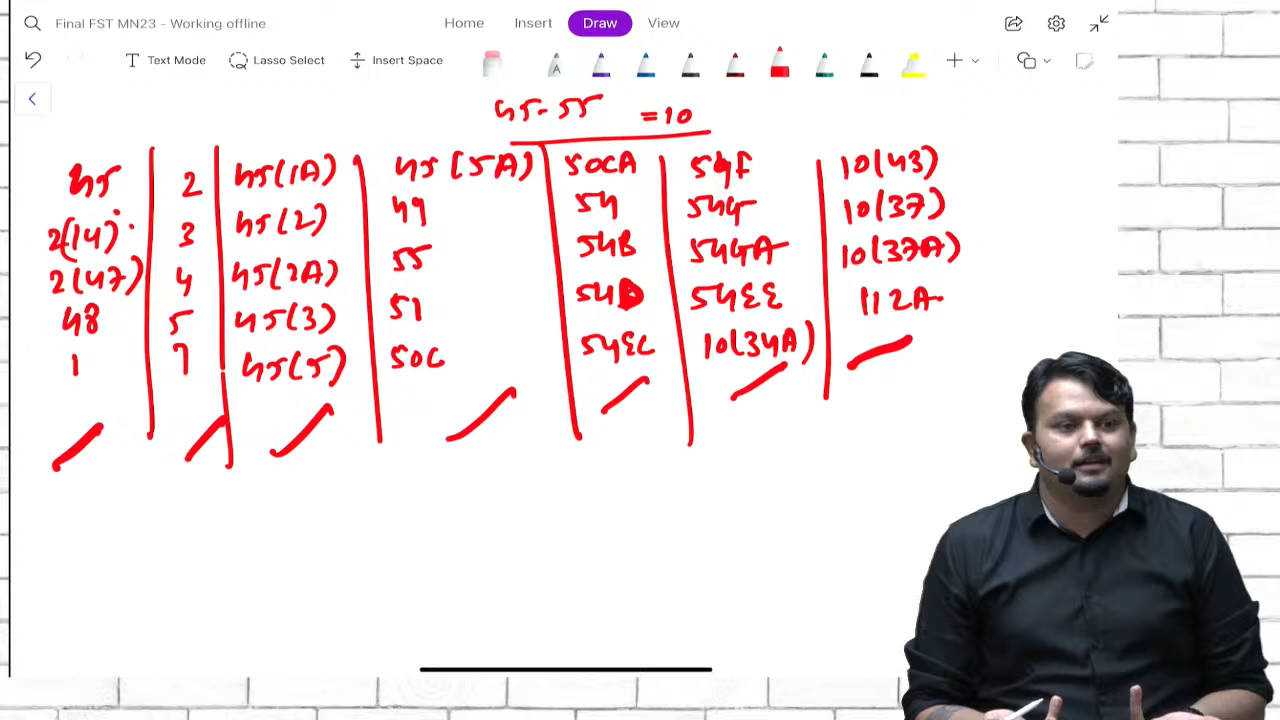 Final FST MN23 - Working offline
Home Insert Draw View
Text Mode Lasso Select Insert Space
45-55 = 10
45 2 45(1A) 45(5A) 50CA 54F 10(43)
2(14) 3 45(2) 49 54 54G 10(37)
2(47) 4 45(2A) 55 54B 54GA 10(37A)
48 5 45(3) 51 54D 54EE 112A
1 7 45(5) 50C 54EC 10(34A)